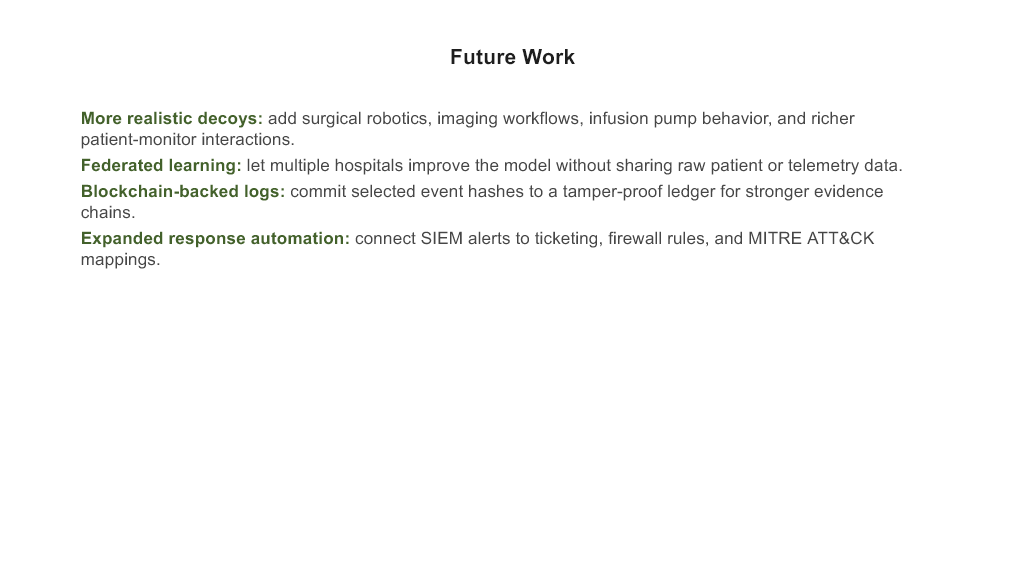 Future Work
More realistic decoys: add surgical robotics, imaging workflows, infusion pump behavior, and richer
patient-monitor interactions.
Federated learning: let multiple hospitals improve the model without sharing raw patient or telemetry data.
Blockchain-backed logs: commit selected event hashes to a tamper-proof ledger for stronger evidence
chains.
Expanded response automation: connect SIEM alerts to ticketing, firewall rules, and MITRE ATT&CK
mappings.